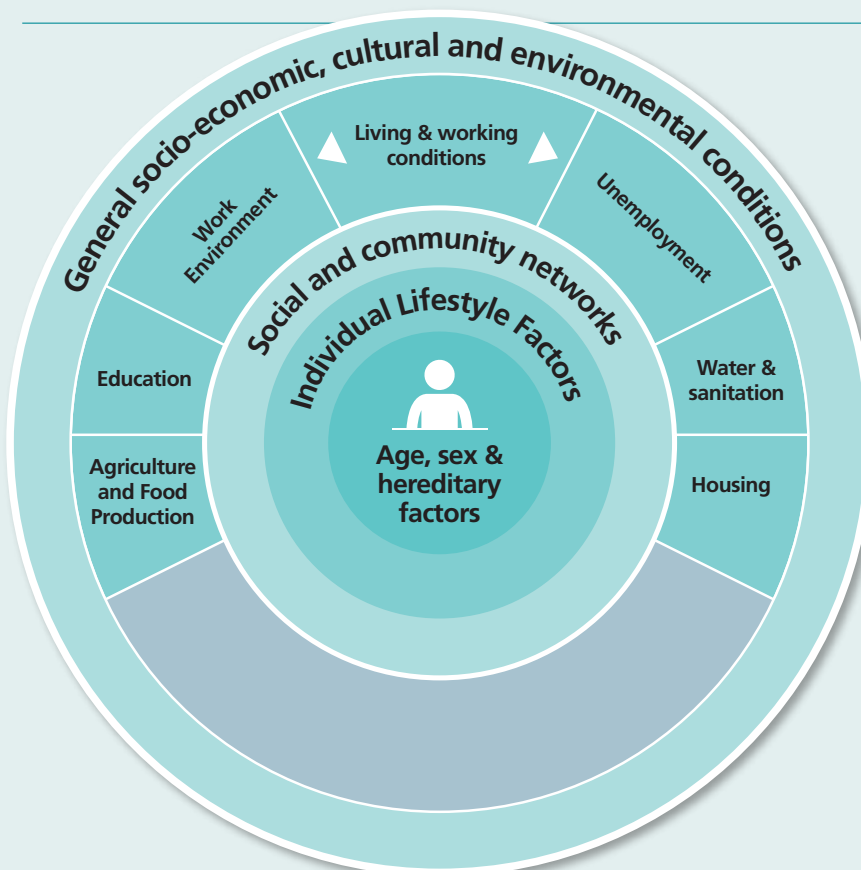 General socio-economic, cultural and environmental conditions
Living & working
conditions
Work
Environment
Unemployment
Social and community networks
Individual Lifestyle Factors
Education
Water &
sanitation
Age, sex &
hereditary
factors
Agriculture
and Food
Production
Housing